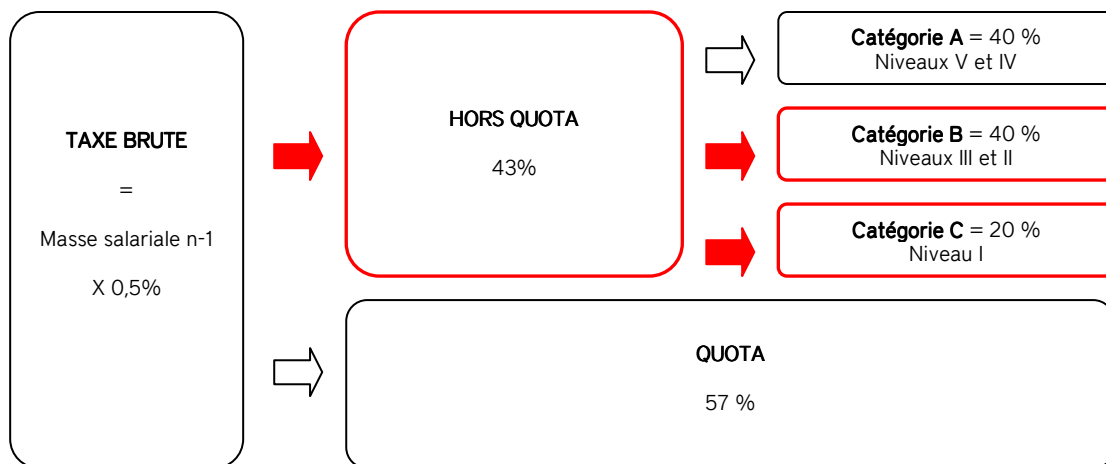 TAXE BRUTE
=
Masse salariale n-1
X 0,5%
HORS QUOTA
43%
Catégorie A = 40 %
Niveaux V et IV
Catégorie B = 40 %
Niveaux III et II
Catégorie C = 20 %
Niveau I
QUOTA
57 %